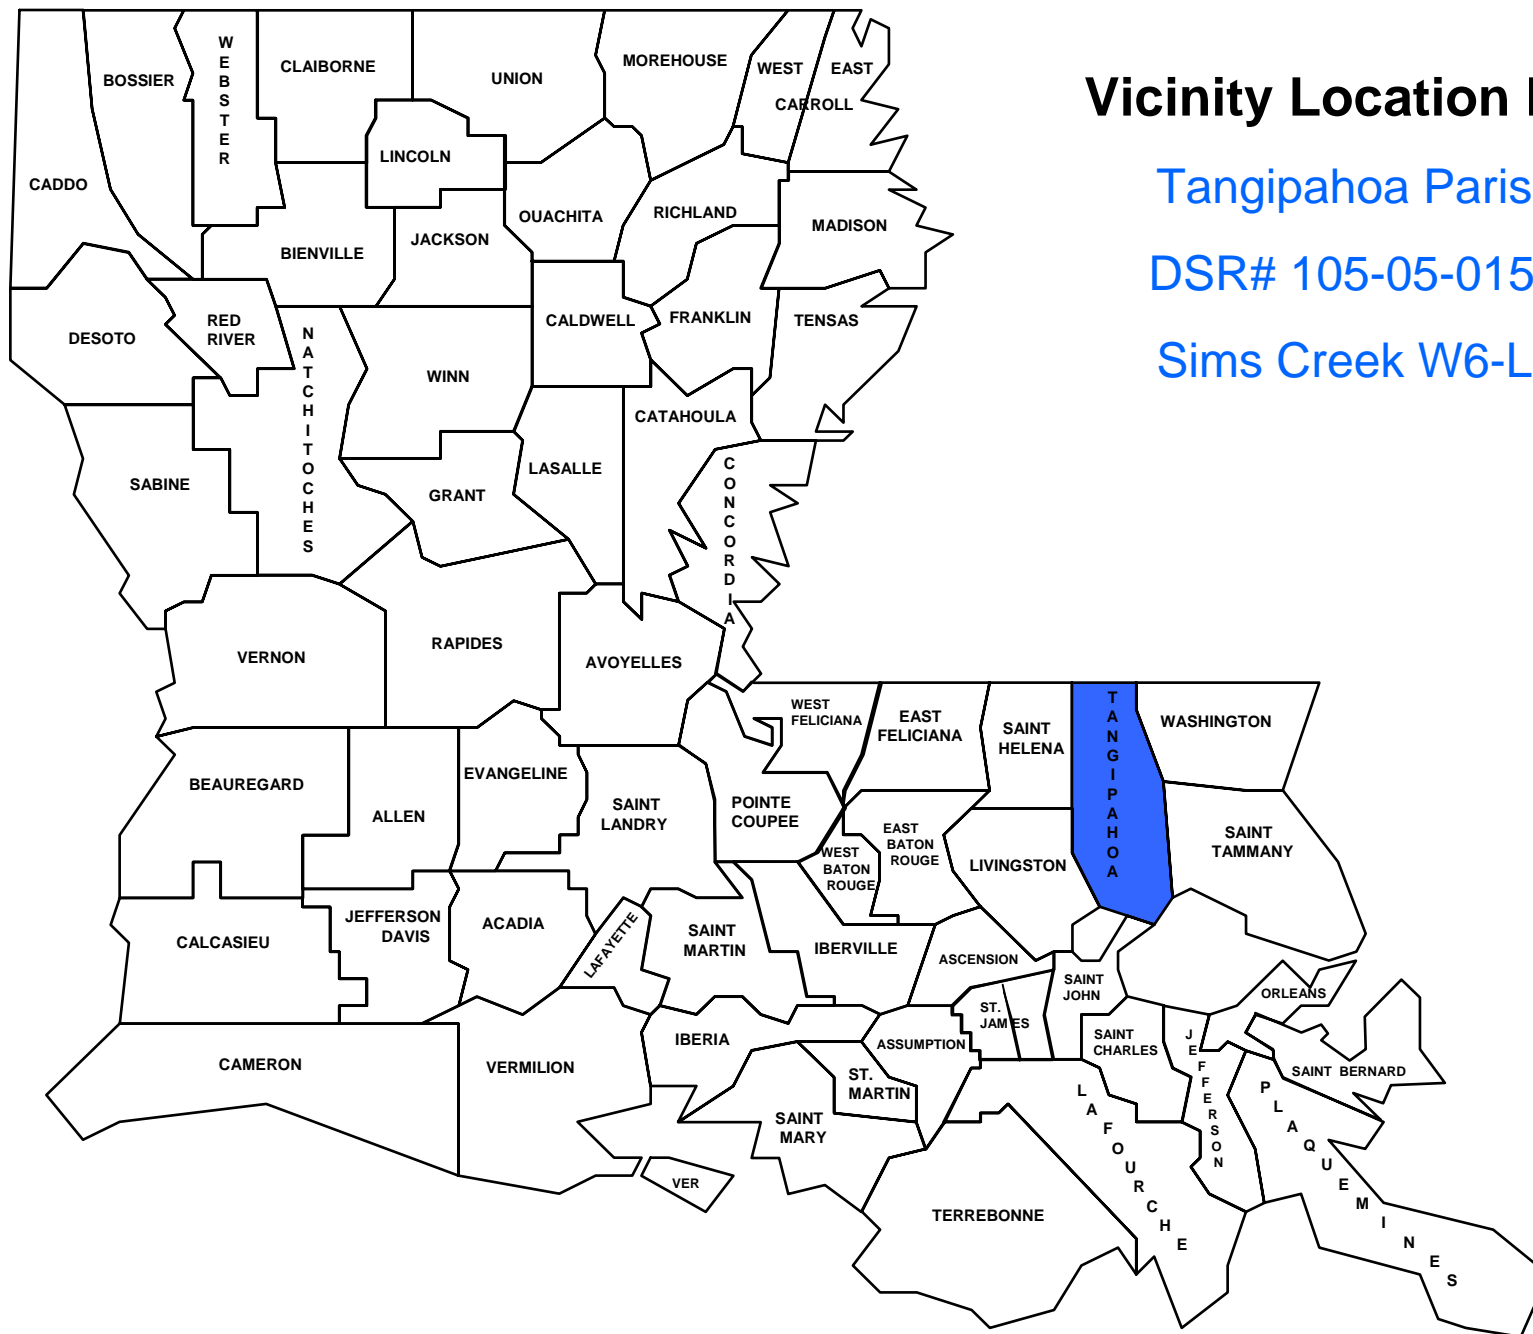 Vicinity Location
Tangipahoa Paris
DSR# 105-05-015
Sims Creek W6-L
WEBSTER
BOSSIER
CLAIBORNE
UNION
MOREHOUSE
WEST
EAST
CARROLL
CADDO
LINCOLN
OUACHITA
RICHLAND
MADISON
BIENVILLE
JACKSON
DESOTO
RED
RIVER
NATCHITOCHES
WINN
CALDWELL
FRANKLIN
TENSAS
CATAHOULA
SABINE
GRANT
LASALLE
CONCORDIA
VERNON
RAPIDES
AVOYELLES
WEST
FELICIANA
EAST
FELICIANA
SAINT
HELENA
TANGIPAHOA
WASHINGTON
BEAUREGARD
ALLEN
EVANGELINE
SAINT
LANDRY
POINTE
COUPEE
WEST
BATON
ROUGE
EAST
BATON
ROUGE
LIVINGSTON
SAINT
TAMMANY
CALCASIEU
JEFFERSON
DAVIS
ACADIA
LAFAYETTE
SAINT
MARTIN
IBERVILLE
ASCENSION
SAINT
JOHN
ORLEANS
CAMERON
VERMILION
IBERIA
ASSUMPTION
ST.
JAMES
SAINT
CHARLES
JEFFERSON
SAINT BERNARD
ST.
MARTIN
SAINT
MARY
LAFOURCHE
PLAQUEMINES
VER
TERREBONNE